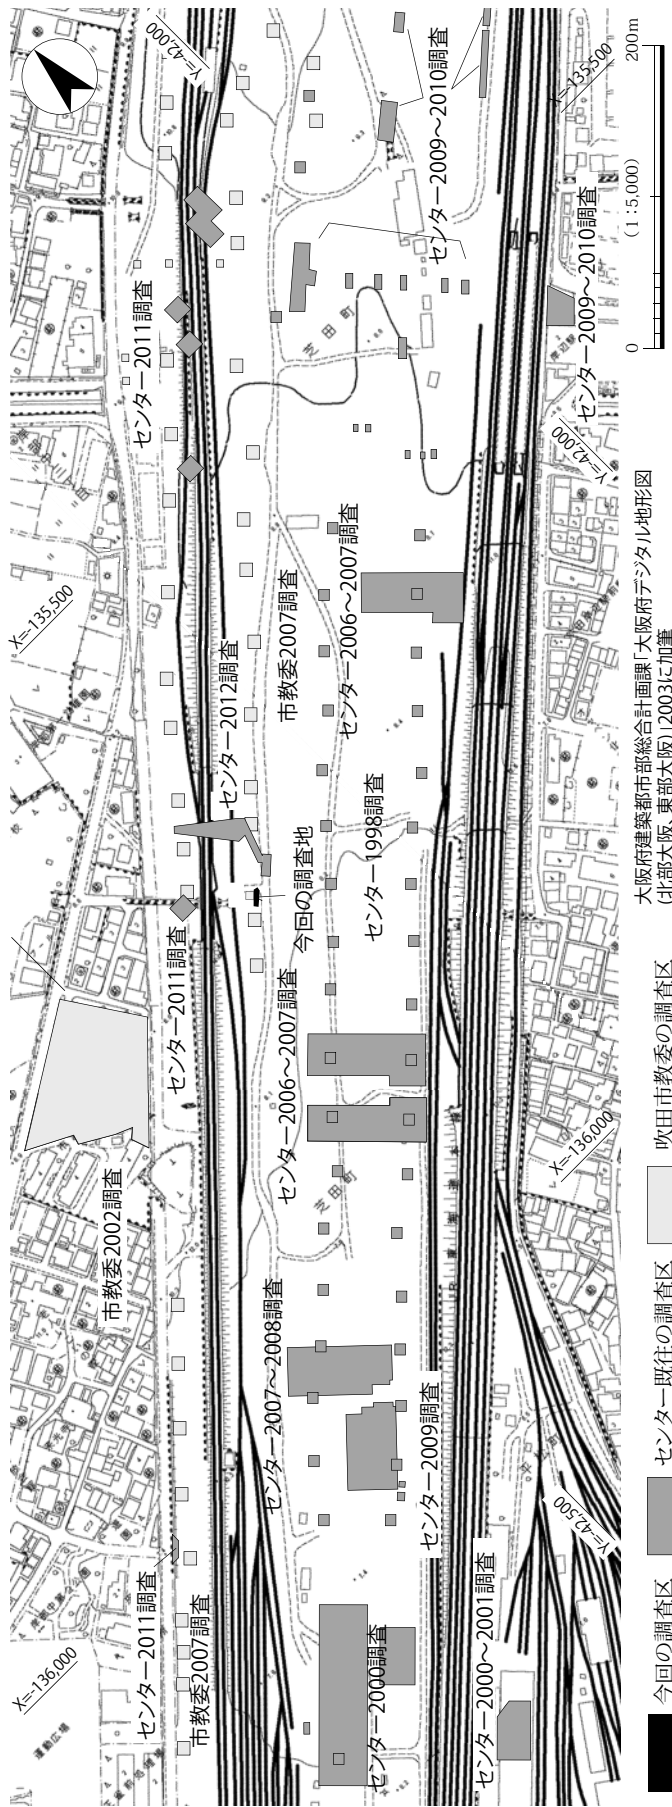 Y=-42,000
センター2009～2010調査
X=-135,500
200m
(1：5,000)
0
センター2011調査
芝田町
センター2009～2010調査
Y=-42,000
X=-135,500
センター2012調査
市教委2007調査
センター2006～2007調査
大阪府建築都市部総合計画課「大阪府デジタル地形図
(北部大阪、東部大阪)」2003に加筆
センター1998調査
今回の調査地
センター2011調査
センター2006～2007調査
市教委2002調査
芝田町
X=-136,000
センター2007～2008調査
センター2009調査
Y=-42,500
センター2011調査
市教委2007調査
センター2000調査
センター2000～2001調査
X=-136,000
運動広場
今回の調査区
センター既往の調査区
吹田市教委の調査区